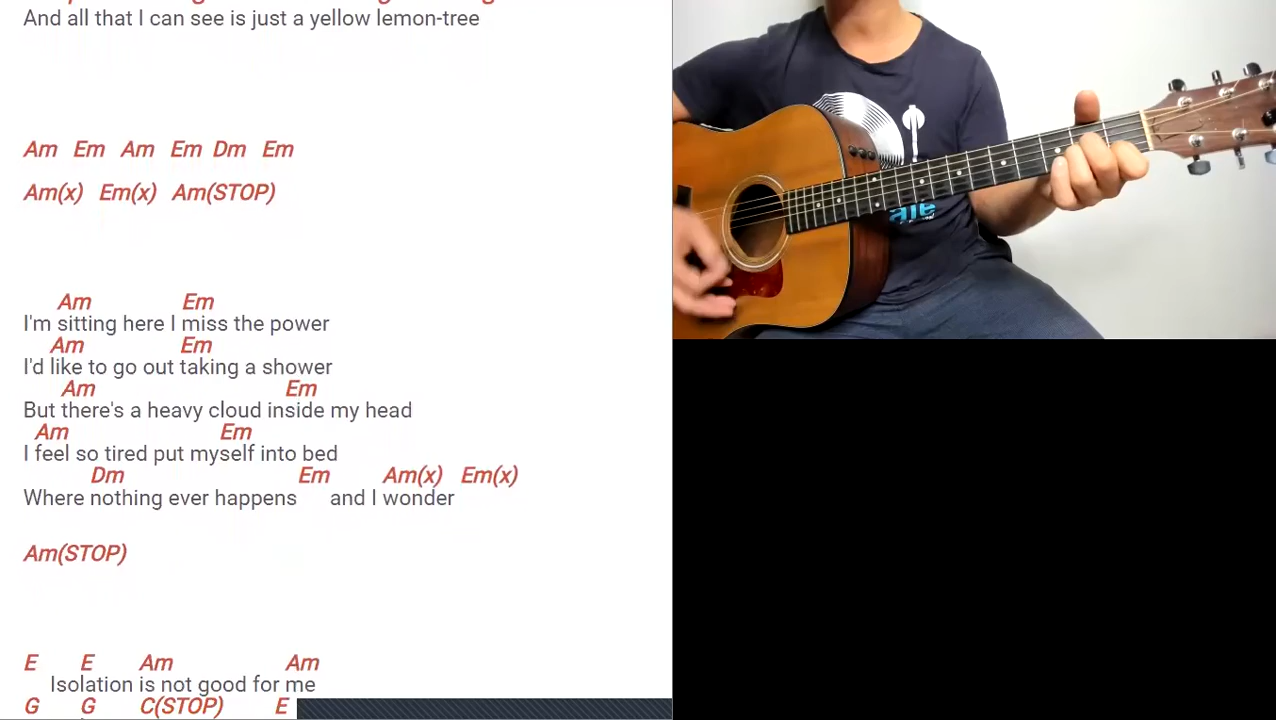 And all that I can see is just a yellow lemon-tree
Am Em Am Em Dm Em
Am(x) Em(x) Am(STOP)
Am Em
I'm sitting here I miss the power
Am Em
I'd like to go out taking a shower
Am Em
But there's a heavy cloud inside my head
Am Em
I feel so tired put myself into bed
Dm Em Am(x) Em(x)
Where nothing ever happens and I wonder
Am(STOP)
E E Am Am
Isolation is not good for me
G G C(STOP) E